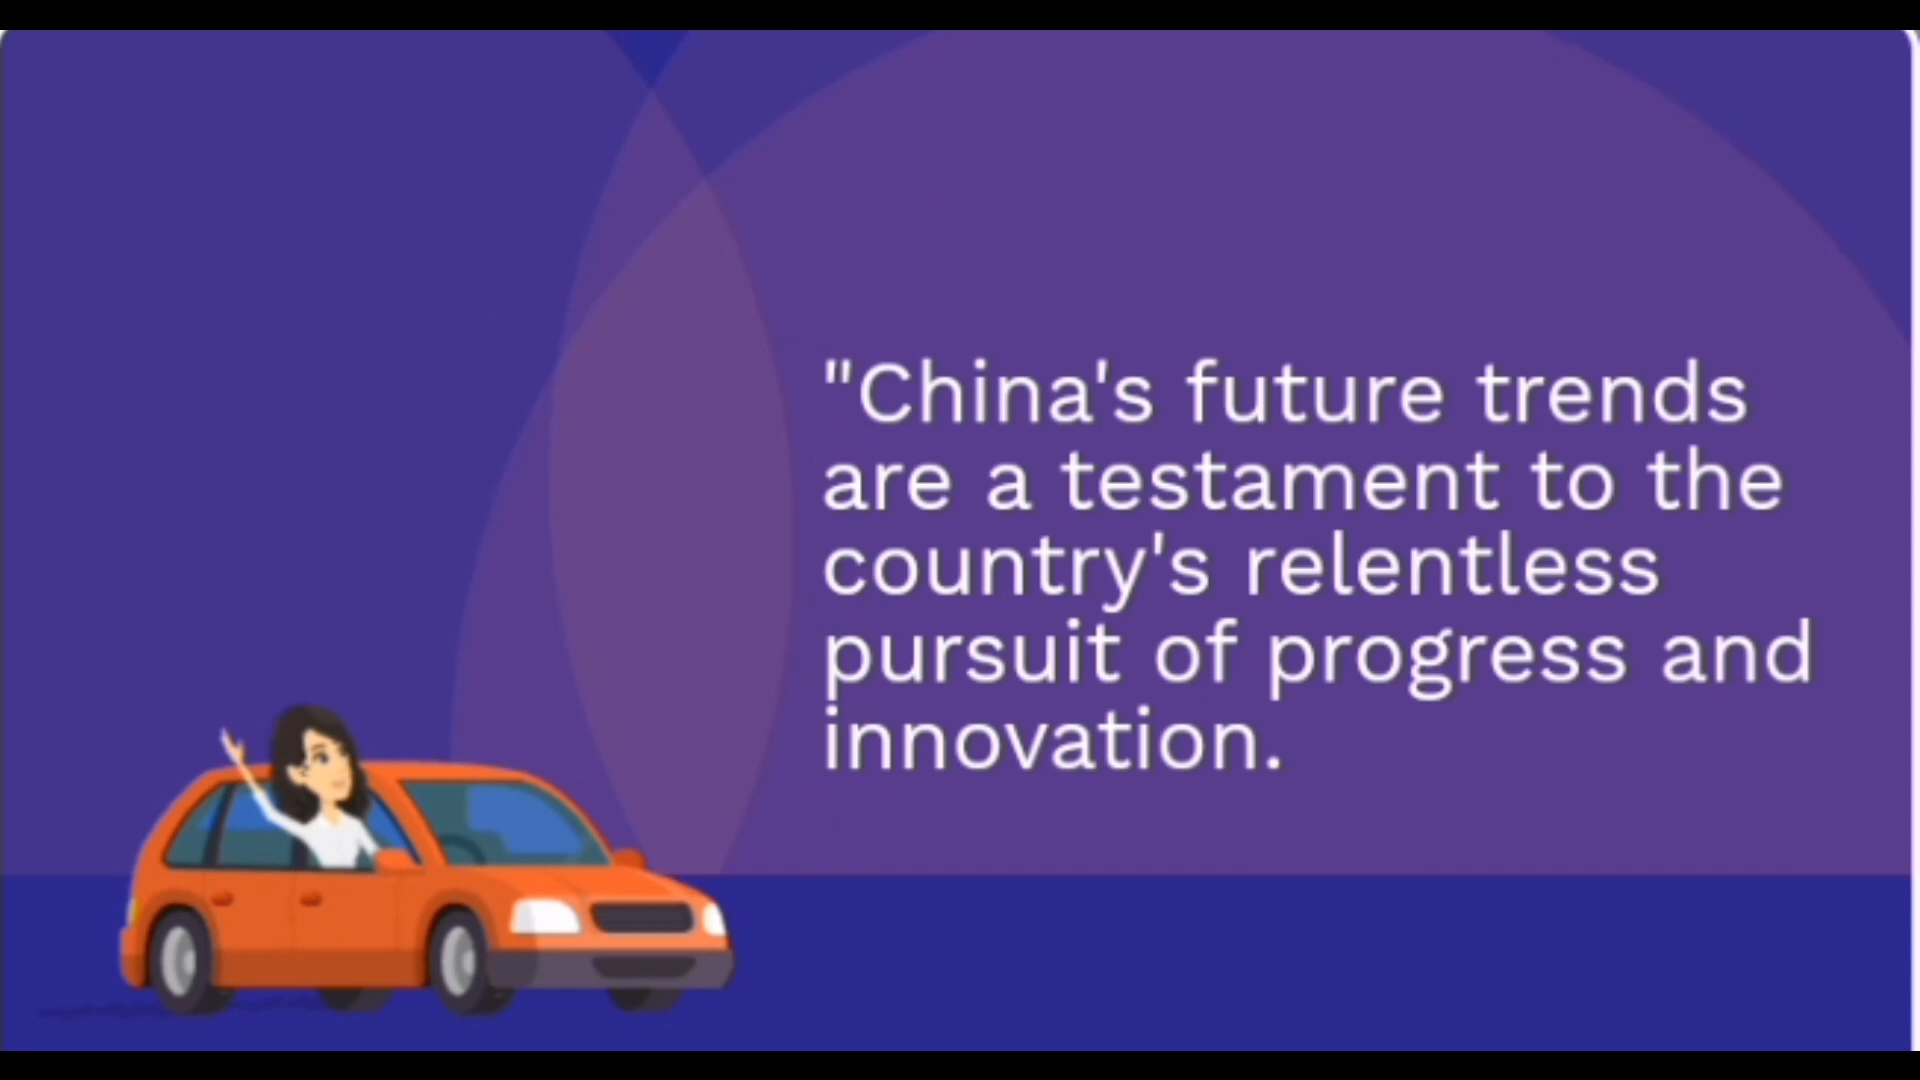 "China's future trends
are a testament to the
country's relentless
pursuit of progress and
innovation.